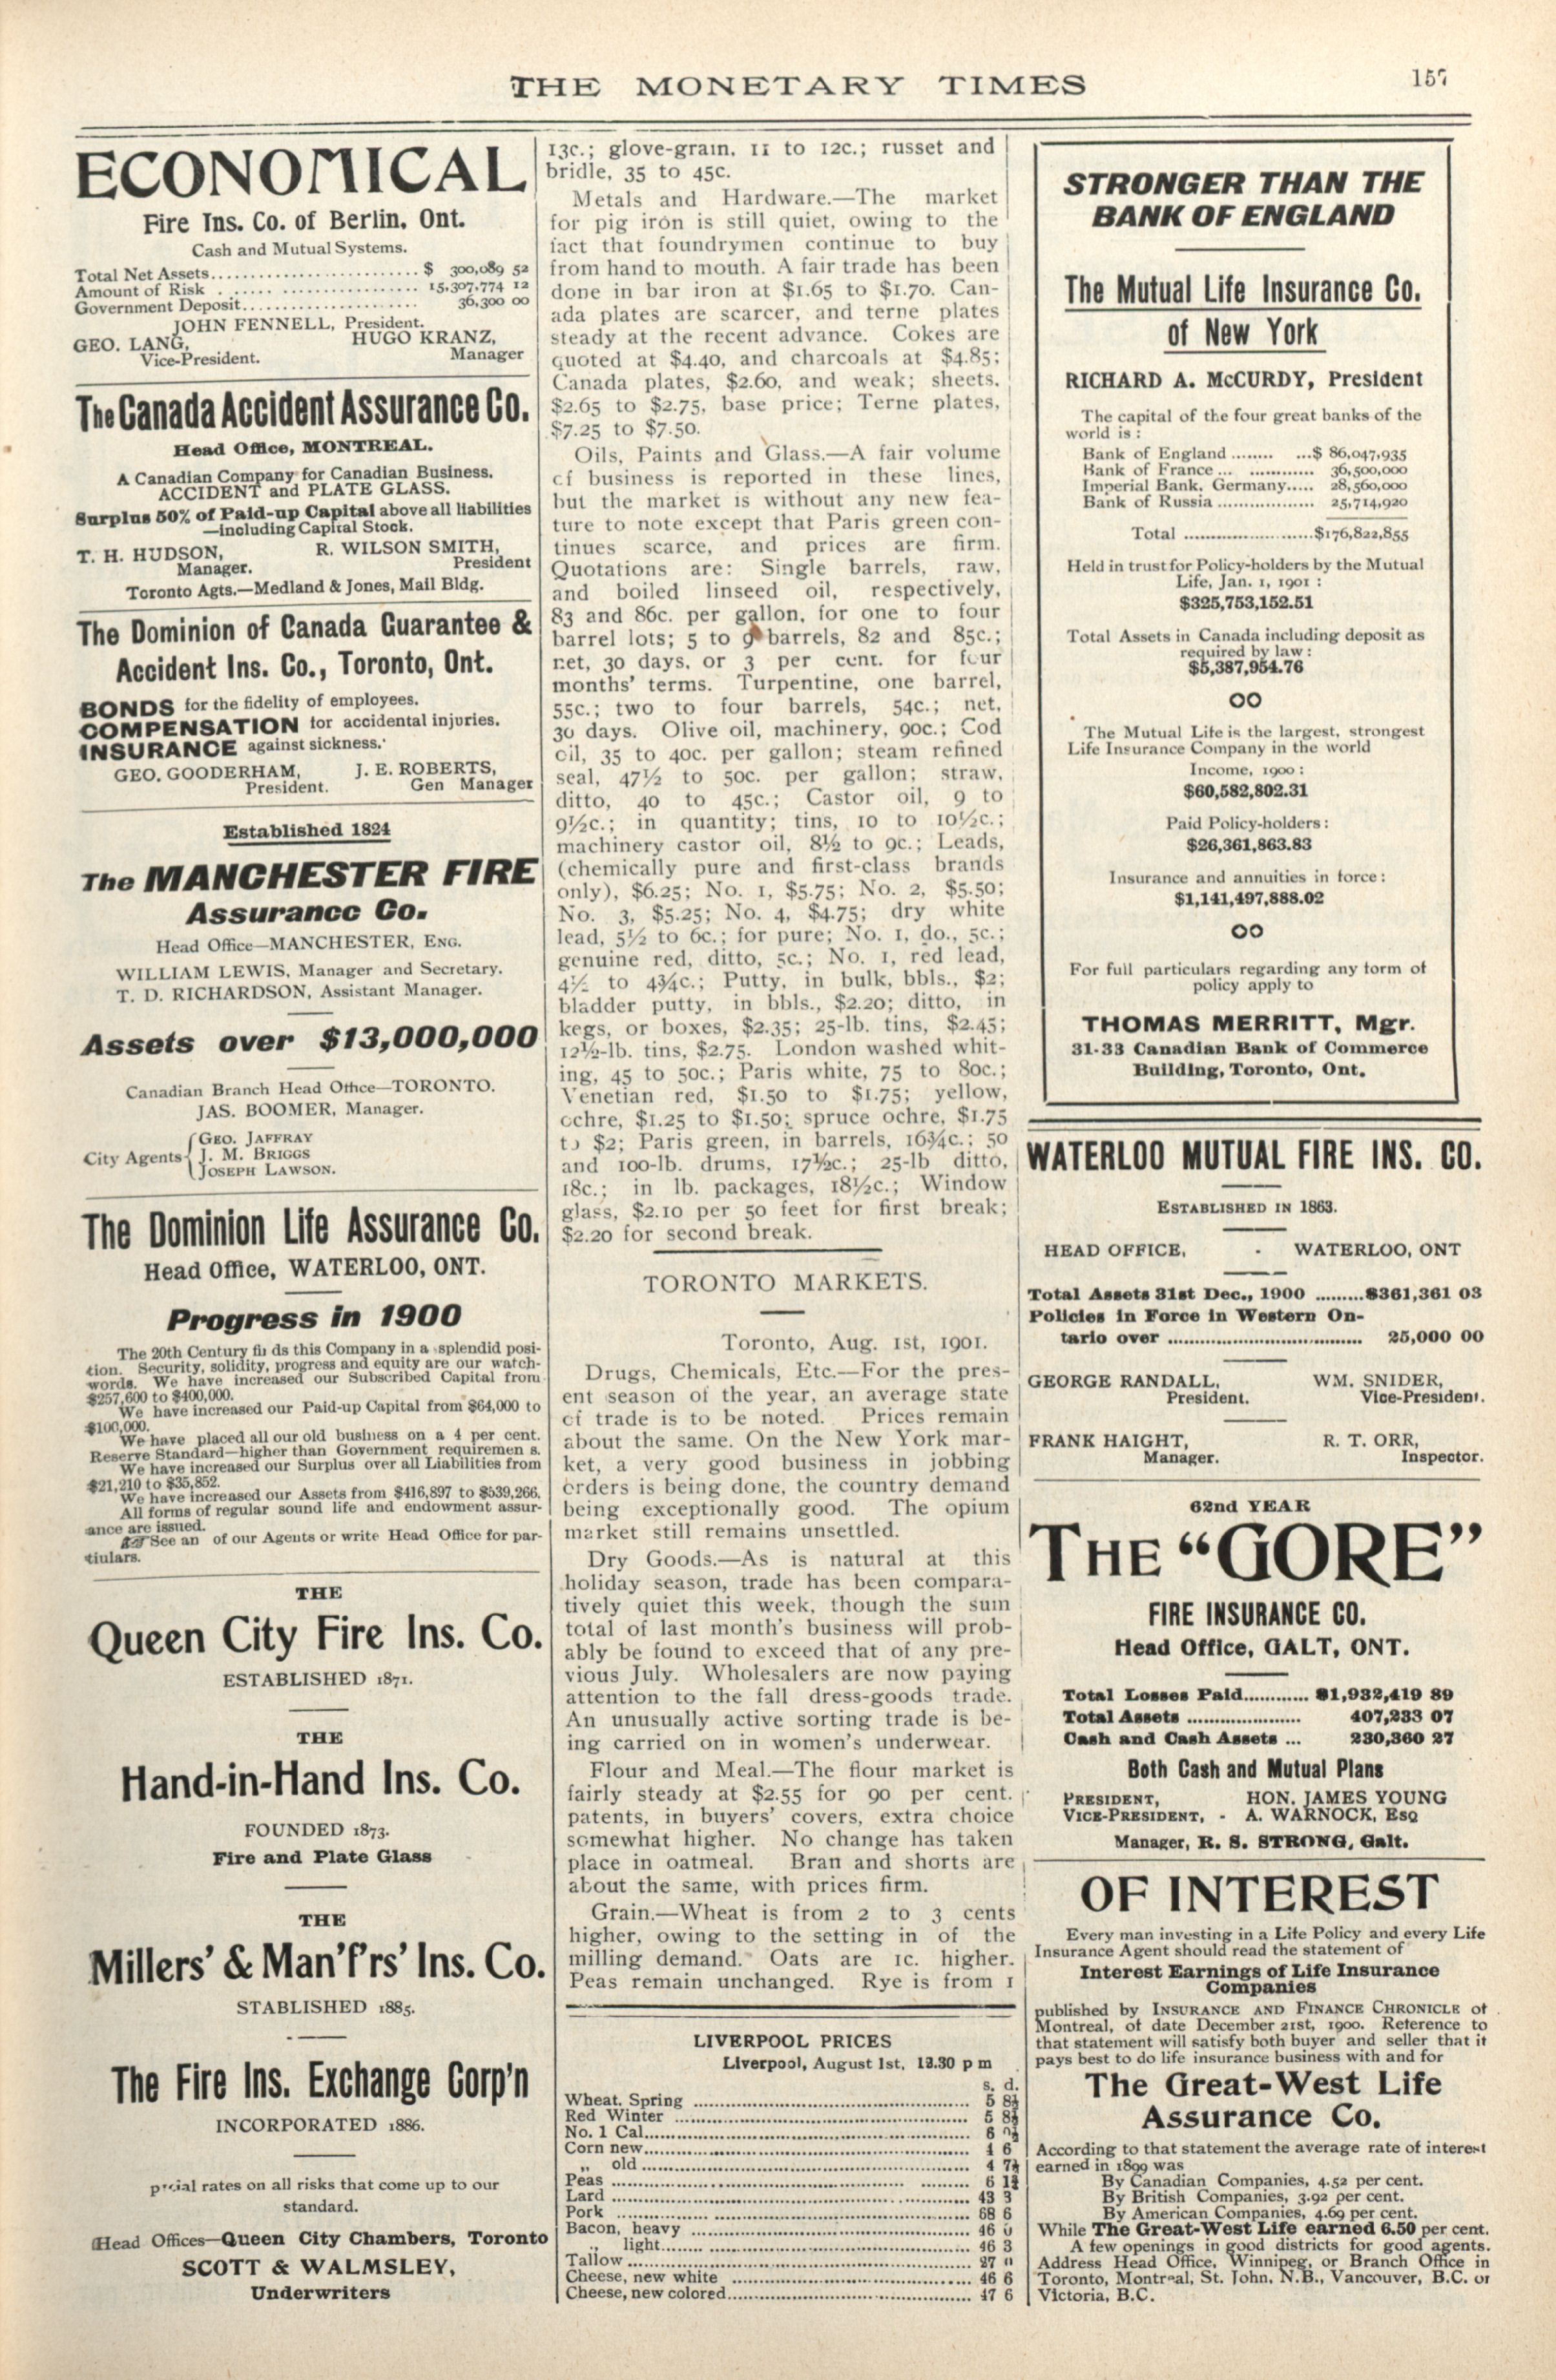 THE MONETARY TIMES
ECONOMICAL
Fire Ins. Co. of Berlin, Ont.
Cash and Mutual Systems.
Total Net Assets.......................... $ 300,089 52
Amount of Risk . ...... ................... 15,307,774 12
Government Deposit...................... 36,300 00
JOHN FENNELL, President.
GEO. LANG, HUGO KRANZ,
Vice-President. Manager
The Canada Accident Assurance Co.
Head Office, MONTREAL.
A Canadian Company for Canadian Business.
ACCIDENT and PLATE GLASS.
Surplus 50% of Paid-up Capital above all liabilities
—including Capital Stock.
T. H. HUDSON, R. WILSON SMITH,
Manager. President
Toronto Agts.—Medland & Jones, Mail Bldg.
The Dominion of Canada Guarantee &
Accident Ins. Co., Toronto, Ont.
BONDS for the fidelity of employees.
COMPENSATION for accidental injuries.
INSURANCE against sickness.
GEO. GOODERHAM, J. E. ROBERTS,
President. Gen Manager
Established 1824
The MANCHESTER FIRE
Assurance Co.
Head Office—MANCHESTER, ENG.
WILLIAM LEWIS, Manager and Secretary.
T. D. RICHARDSON, Assistant Manager.
Assets over $13,000,000
Canadian Branch Head Office—TORONTO.
JAS. BOOMER, Manager.
City Agents { GEO. JAFFRAY
J. M. BRIGGS
JOSEPH LAWSON.
The Dominion Life Assurance Co.
Head Office, WATERLOO, ONT.
Progress in 1900
The 20th Century fi ds this Company in a splendid posi-
tion. Security, solidity, progress and equity are our watch-
words. We have increased our Subscribed Capital from
$257,600 to $400,000.
We have increased our Paid-up Capital from $64,000 to
$100,000.
We have placed all our old business on a 4 per cent.
Reserve Standard—higher than Government requiremen s.
We have increased our Surplus over all Liabilities from
$21,210 to $35,852.
We have increased our Assets from $416,897 to $539,266.
All forms of regular sound life and endowment assur-
ance are issued.
See an of our Agents or write Head Office for par-
tiulars.
THE
Queen City Fire Ins. Co.
ESTABLISHED 1871.
THE
Hand-in-Hand Ins. Co.
FOUNDED 1873.
Fire and Plate Glass
THE
Millers' & Man'f'rs' Ins. Co.
STABLISHED 1885.
The Fire Ins. Exchange Corp'n
INCORPORATED 1886.
rates on all risks that come up to our
standard.
Head Offices—Queen City Chambers, Toronto
SCOTT & WALMSLEY,
Underwriters
13c.; glove-grain, 11 to 12c.; russet and
bridle, 35 to 45c.
Metals and Hardware.—The market
for pig iron is still quiet, owing to the
fact that foundrymen continue to buy
from hand to mouth. A fair trade has been
done in bar iron at $1.65 to $1.70. Can-
ada plates are scarcer, and terne plates
steady at the recent advance. Cokes are
quoted at $4.40, and charcoals at $4.85;
Canada plates, $2.60, and weak; sheets,
$2.65 to $2.75, base price; Terne plates,
$7.25 to $7.50.
Oils, Paints and Glass.—A fair volume
of business is reported in these lines,
but the market is without any new fea-
ture to note except that Paris green con-
tinues scarce, and prices are firm.
Quotations are: Single barrels, raw,
and boiled linseed oil, respectively,
83 and 86c. per gallon, for one to four
barrel lots; 5 to 9 barrels, 82 and 85c.;
net, 30 days, or 3 per cent. for four
months' terms. Turpentine, one barrel,
55c.; two to four barrels, 54c.; net,
30 days. Olive oil, machinery, 90c.; Cod
oil, 35 to 40c. per gallon; steam refined
seal, 47½ to 50c. per gallon; straw,
ditto, 40 to 45c.; Castor oil, 9 to
9½c.; in quantity; tins, 10 to 10½c.;
machinery castor oil, 8½ to 9c.; Leads,
(chemically pure and first-class brands
only), $6.25; No. 1, $5.75; No. 2, $5.50;
No. 3, $5.25; No. 4, $4.75; dry white
lead, 5½ to 6c.; for pure; No. 1, do., 5c.;
genuine red, ditto, 5c.; No. 1, red lead,
4½ to 4¾c.; Putty, in bulk, bbls., $2;
bladder putty, in bbls., $2.20; ditto, in
kegs, or boxes, $2.35; 25-lb. tins, $2.45;
12½-lb. tins, $2.75. London washed whit-
ing, 45 to 50c.; Paris white, 75 to 80c.;
Venetian red, $1.50 to $1.75; yellow,
ochre, $1.25 to $1.50; spruce ochre, $1.75
to $2; Paris green, in barrels, 16¾c.; 50
and 100-lb. drums, 17½c.; 25-lb ditto,
18c.; in lb. packages, 18½c.; Window
glass, $2.10 per 50 feet for first break;
$2.20 for second break.
TORONTO MARKETS.
Toronto, Aug. 1st, 1901.
Drugs, Chemicals, Etc.—For the pres-
ent season of the year, an average state
of trade is to be noted. Prices remain
about the same. On the New York mar-
ket, a very good business in jobbing
orders is being done, the country demand
being exceptionally good. The opium
market still remains unsettled.
Dry Goods.—As is natural at this
holiday season, trade has been compara-
tively quiet this week, though the sum
total of last month's business will prob-
ably be found to exceed that of any pre-
vious July. Wholesalers are now paying
attention to the fall dress-goods trade.
An unusually active sorting trade is be-
ing carried on in women's underwear.
Flour and Meal.—The flour market is
fairly steady at $2.55 for 90 per cent.
patents, in buyers' covers, extra choice
somewhat higher. No change has taken
place in oatmeal. Bran and shorts are
about the same, with prices firm.
Grain.—Wheat is from 2 to 3 cents
higher, owing to the setting in of the
milling demand. Oats are 1c. higher.
Peas remain unchanged. Rye is from 1
LIVERPOOL PRICES
Liverpool, August 1st, 12.30 p m
s. d.
Wheat, Spring ........ 5
Red Winter ........ 5
No. 1 Cal........ 6
Corn new........ 4 6
„ old ........ 4
Peas ........ 6
Lard ........ 43 3
Pork ........ 68 6
Bacon, heavy ........ 46
„ light........ 46 3
Tallow ........ 27
Cheese, new white ........ 46 6
Cheese, new colored........ 47 6
STRONGER THAN THE
BANK OF ENGLAND
The Mutual Life Insurance Co.
of New York
RICHARD A. McCURDY, President
The capital of the four great banks of the
world is :
Bank of England ........ ...$ 86,047,935
Bank of France ... ............ 36,500,000
Imperial Bank, Germany..... 28,560,000
Bank of Russia ................. 25,714,920
Total .......................$176,822,855
Held in trust for Policy-holders by the Mutual
Life, Jan. 1, 1901 :
$325,753,152.51
Total Assets in Canada including deposit as
required by law :
$5,387,954.76
The Mutual Life is the largest, strongest
Life Insurance Company in the world
Income, 1900 :
$60,582,802.31
Paid Policy-holders :
$26,361,863.83
Insurance and annuities in force :
$1,141,497,888.02
For full particulars regarding any form of
policy apply to
THOMAS MERRITT, Mgr.
31-33 Canadian Bank of Commerce
Building, Toronto, Ont.
WATERLOO MUTUAL FIRE INS. CO.
ESTABLISHED IN 1863.
HEAD OFFICE, - WATERLOO, ONT
Total Assets 31st Dec., 1900 .........$361,361 03
Policies in Force in Western On-
tario over .................................. 25,000 00
GEORGE RANDALL, WM. SNIDER,
President. Vice-President.
FRANK HAIGHT, R. T. ORR,
Manager. Inspector.
62nd YEAR
THE "GORE"
FIRE INSURANCE CO.
Head Office, GALT, ONT.
Total Losses Paid............ $1,932,419 89
Total Assets ..................... 407,233 07
Cash and Cash Assets ... 230,360 27
Both Cash and Mutual Plans
PRESIDENT, HON. JAMES YOUNG
VICE-PRESIDENT, - A. WARNOCK, ESQ
Manager, R. S. STRONG, Galt.
OF INTEREST
Every man investing in a Life Policy and every Life
Insurance Agent should read the statement of
Interest Earnings of Life Insurance
Companies
published by INSURANCE AND FINANCE CHRONICLE of
Montreal, of date December 21st, 1900. Reference to
that statement will satisfy both buyer and seller that it
pays best to do life insurance business with and for
The Great-West Life
Assurance Co.
According to that statement the average rate of interest
earned in 1899 was
By Canadian Companies, 4.52 per cent.
By British Companies, 3.92 per cent.
By American Companies, 4.69 per cent.
While The Great-West Life earned 6.50 per cent.
A few openings in good districts for good agents.
Address Head Office, Winnipeg, or Branch Office in
Toronto, Montreal, St. John, N.B., Vancouver, B.C. or
Victoria, B.C.